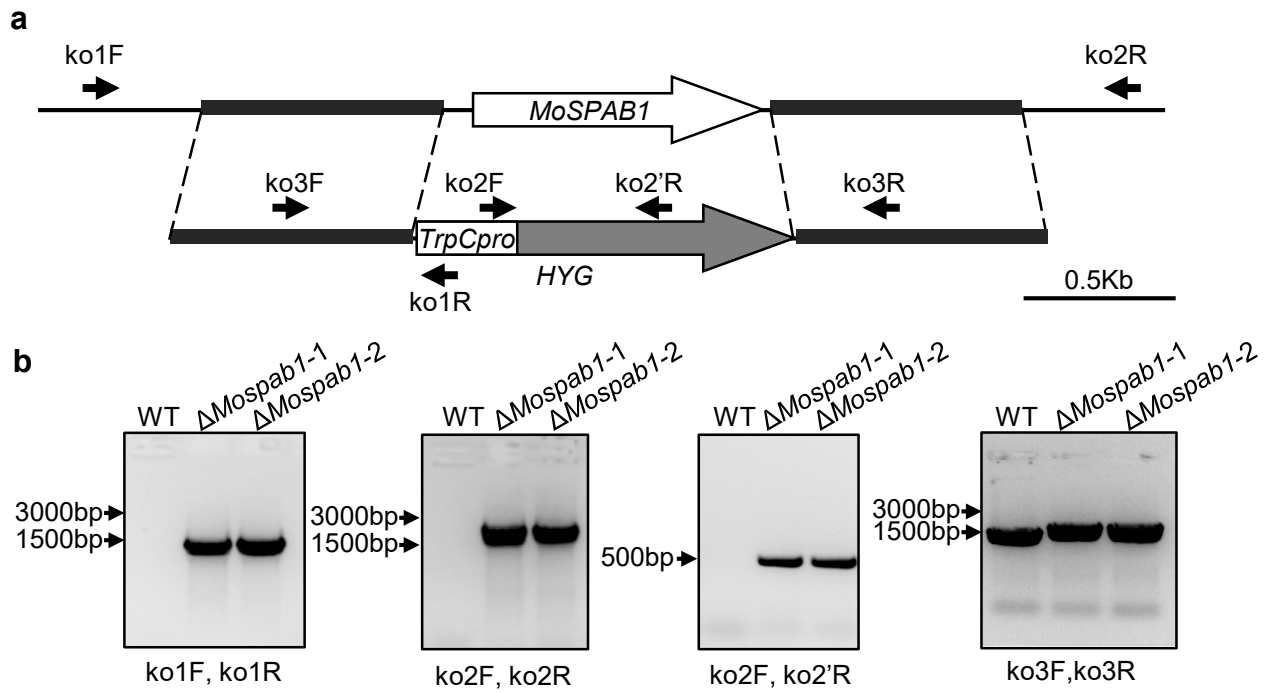 a
ko1F
ko2R
MoSPAB1
ko3F
ko2F
ko2’R
ko3R
TrpCpro
HYG
ko1R
0.5Kb
b
WT ΔMospab1-1 ΔMospab1-2
3000bp
1500bp
ko1F, ko1R
WT ΔMospab1-1 ΔMospab1-2
3000bp
1500bp
ko2F, ko2R
WT ΔMospab1-1 ΔMospab1-2
500bp
ko2F, ko2’R
WT ΔMospab1-1 ΔMospab1-2
3000bp
1500bp
ko3F,ko3R